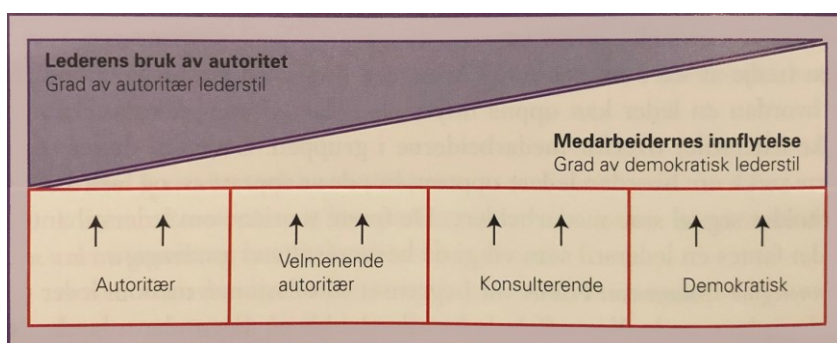 Lederens bruk av autoritet
Grad av autoritær lederstil
Medarbeidernes innflytelse
Grad av demokratisk lederstil
Autoritær
Velmenende
autoritær
Konsulterende
Demokratisk